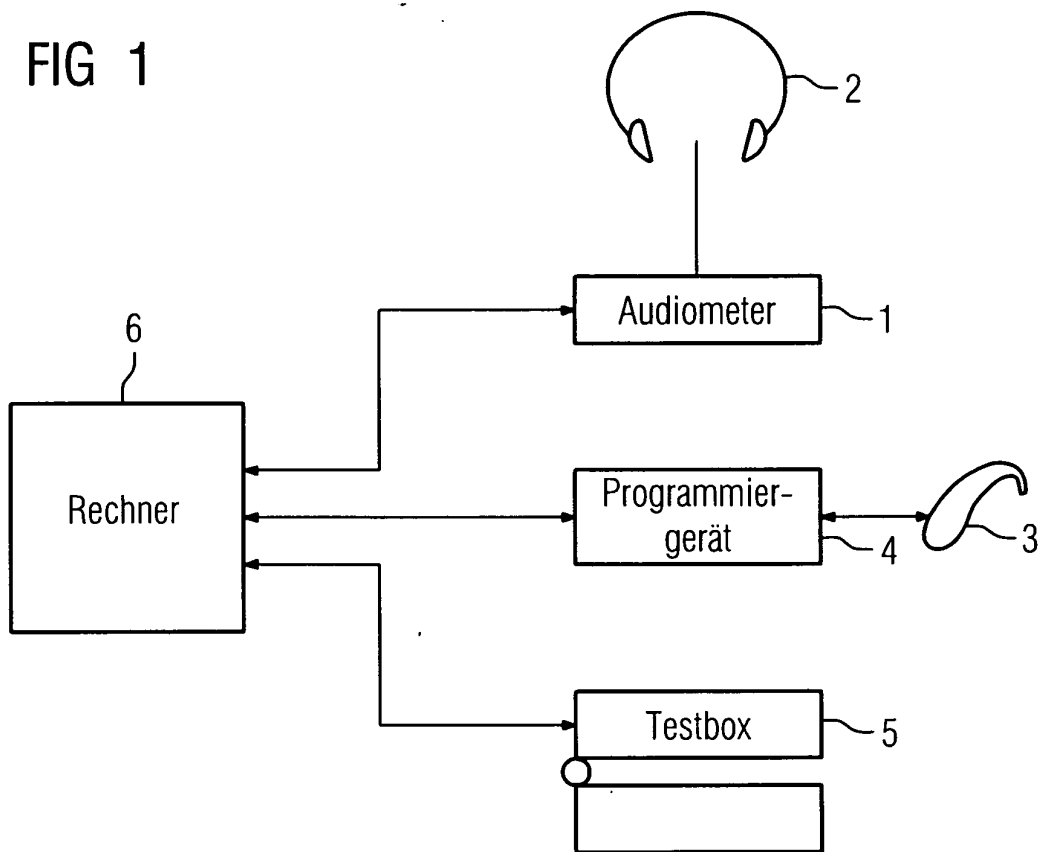 FIG 1
2
Audiometer
1
6
Rechner
Programmier-
gerät
4
3
Testbox
5